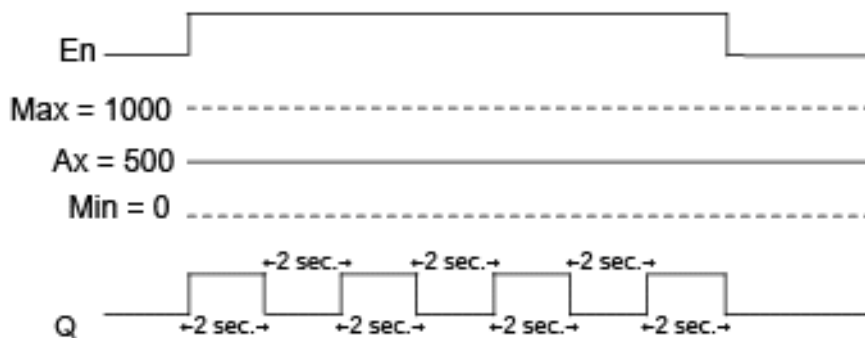 En
Max = 1000
Ax = 500
Min = 0
←2 sec.→ ←2 sec.→ ←2 sec.→
Q ←2 sec.→ ←2 sec.→ ←2 sec.→ ←2 sec.→